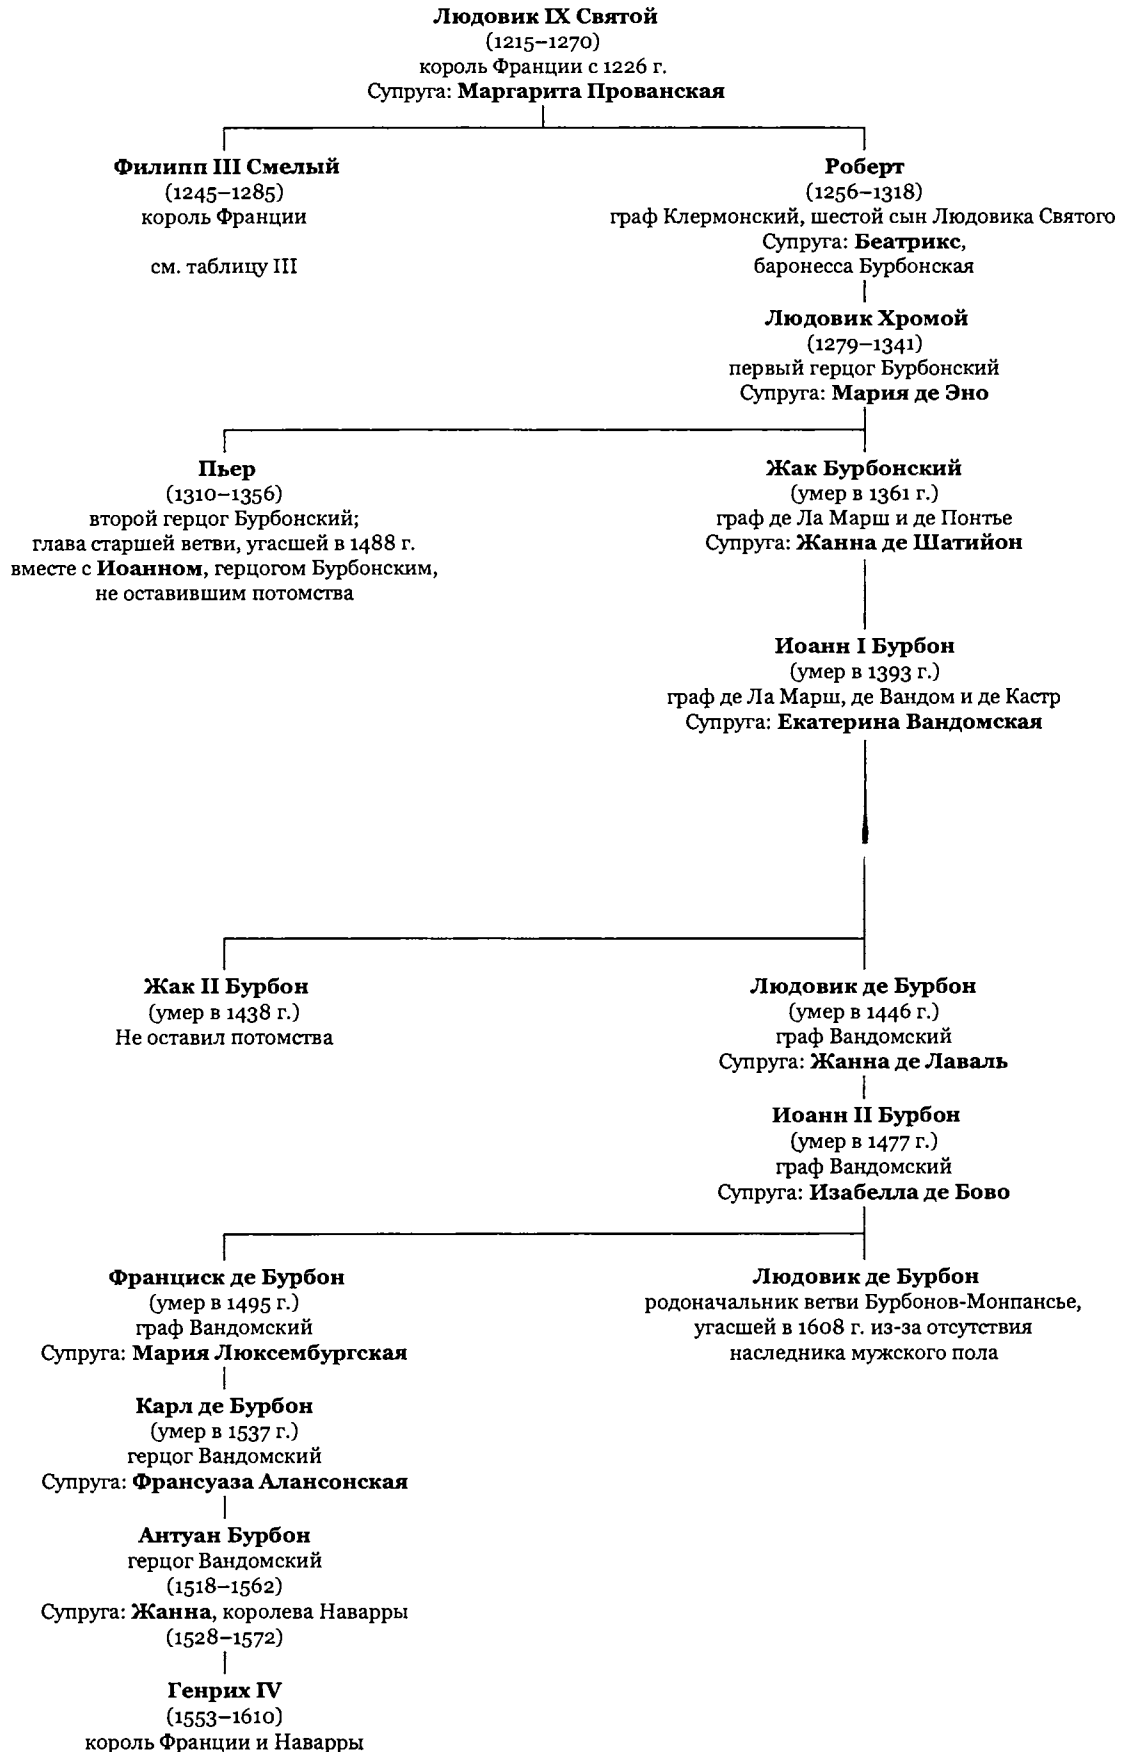 Людовик IX Святой
(1215–1270)
король Франции с 1226 г.
Супруга: Маргарита Прованская
Филипп III Смелый
(1245–1285)
король Франции
см. таблицу III
Роберт
(1256–1318)
граф Клермонский, шестой сын Людовика Святого
Супруга: Беатрикс,
баронесса Бурбонская
Людовик Хромой
(1279–1341)
первый герцог Бурбонский
Супруга: Мария де Эно
Пьер
(1310–1356)
второй герцог Бурбонский;
глава старшей ветви, угасшей в 1488 г.
вместе с Иоанном, герцогом Бурбонским,
не оставившим потомства
Жак Бурбонский
(умер в 1361 г.)
граф де Ла Марш и де Понтье
Супруга: Жанна де Шатийон
Иоанн I Бурбон
(умер в 1393 г.)
граф де Ла Марш, де Вандом и де Кастр
Супруга: Екатерина Вандомская
Жак II Бурбон
(умер в 1438 г.)
Не оставил потомства
Людовик де Бурбон
(умер в 1446 г.)
граф Вандомский
Супруга: Жанна де Лаваль
Иоанн II Бурбон
(умер в 1477 г.)
граф Вандомский
Супруга: Изабелла де Бово
Франциск де Бурбон
(умер в 1495 г.)
граф Вандомский
Супруга: Мария Люксембургская
Людовик де Бурбон
родоначальник ветви Бурбонов-Монпансье,
угасшей в 1608 г. из-за отсутствия
наследника мужского пола
Карл де Бурбон
(умер в 1537 г.)
герцог Вандомский
Супруга: Франсуаза Алансонская
Антуан Бурбон
герцог Вандомский
(1518–1562)
Супруга: Жанна, королева Наварры
(1528–1572)
Генрих IV
(1553–1610)
король Франции и Наварры